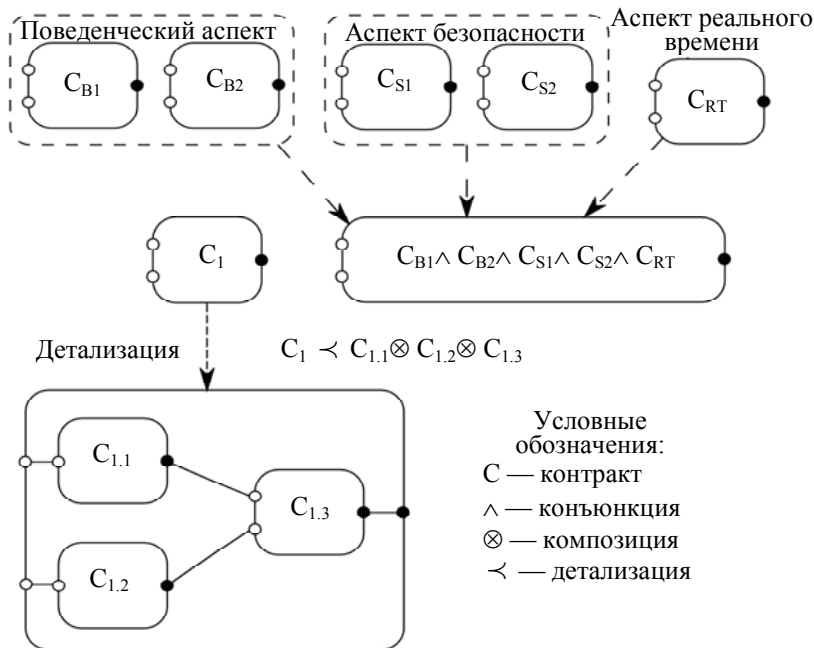 Поведенческий аспект
Аспект безопасности
Аспект реального
времени
C_B1
C_B2
C_S1
C_S2
C_RT
C_1
C_B1∧ C_B2∧ C_S1∧ C_S2∧ C_RT
Детализация
C_1 ≺ C_1.1⊗ C_1.2⊗ C_1.3
C_1.1
C_1.2
C_1.3
Условные
обозначения:
С — контракт
∧ — конъюнкция
⊗ — композиция
≺ — детализация